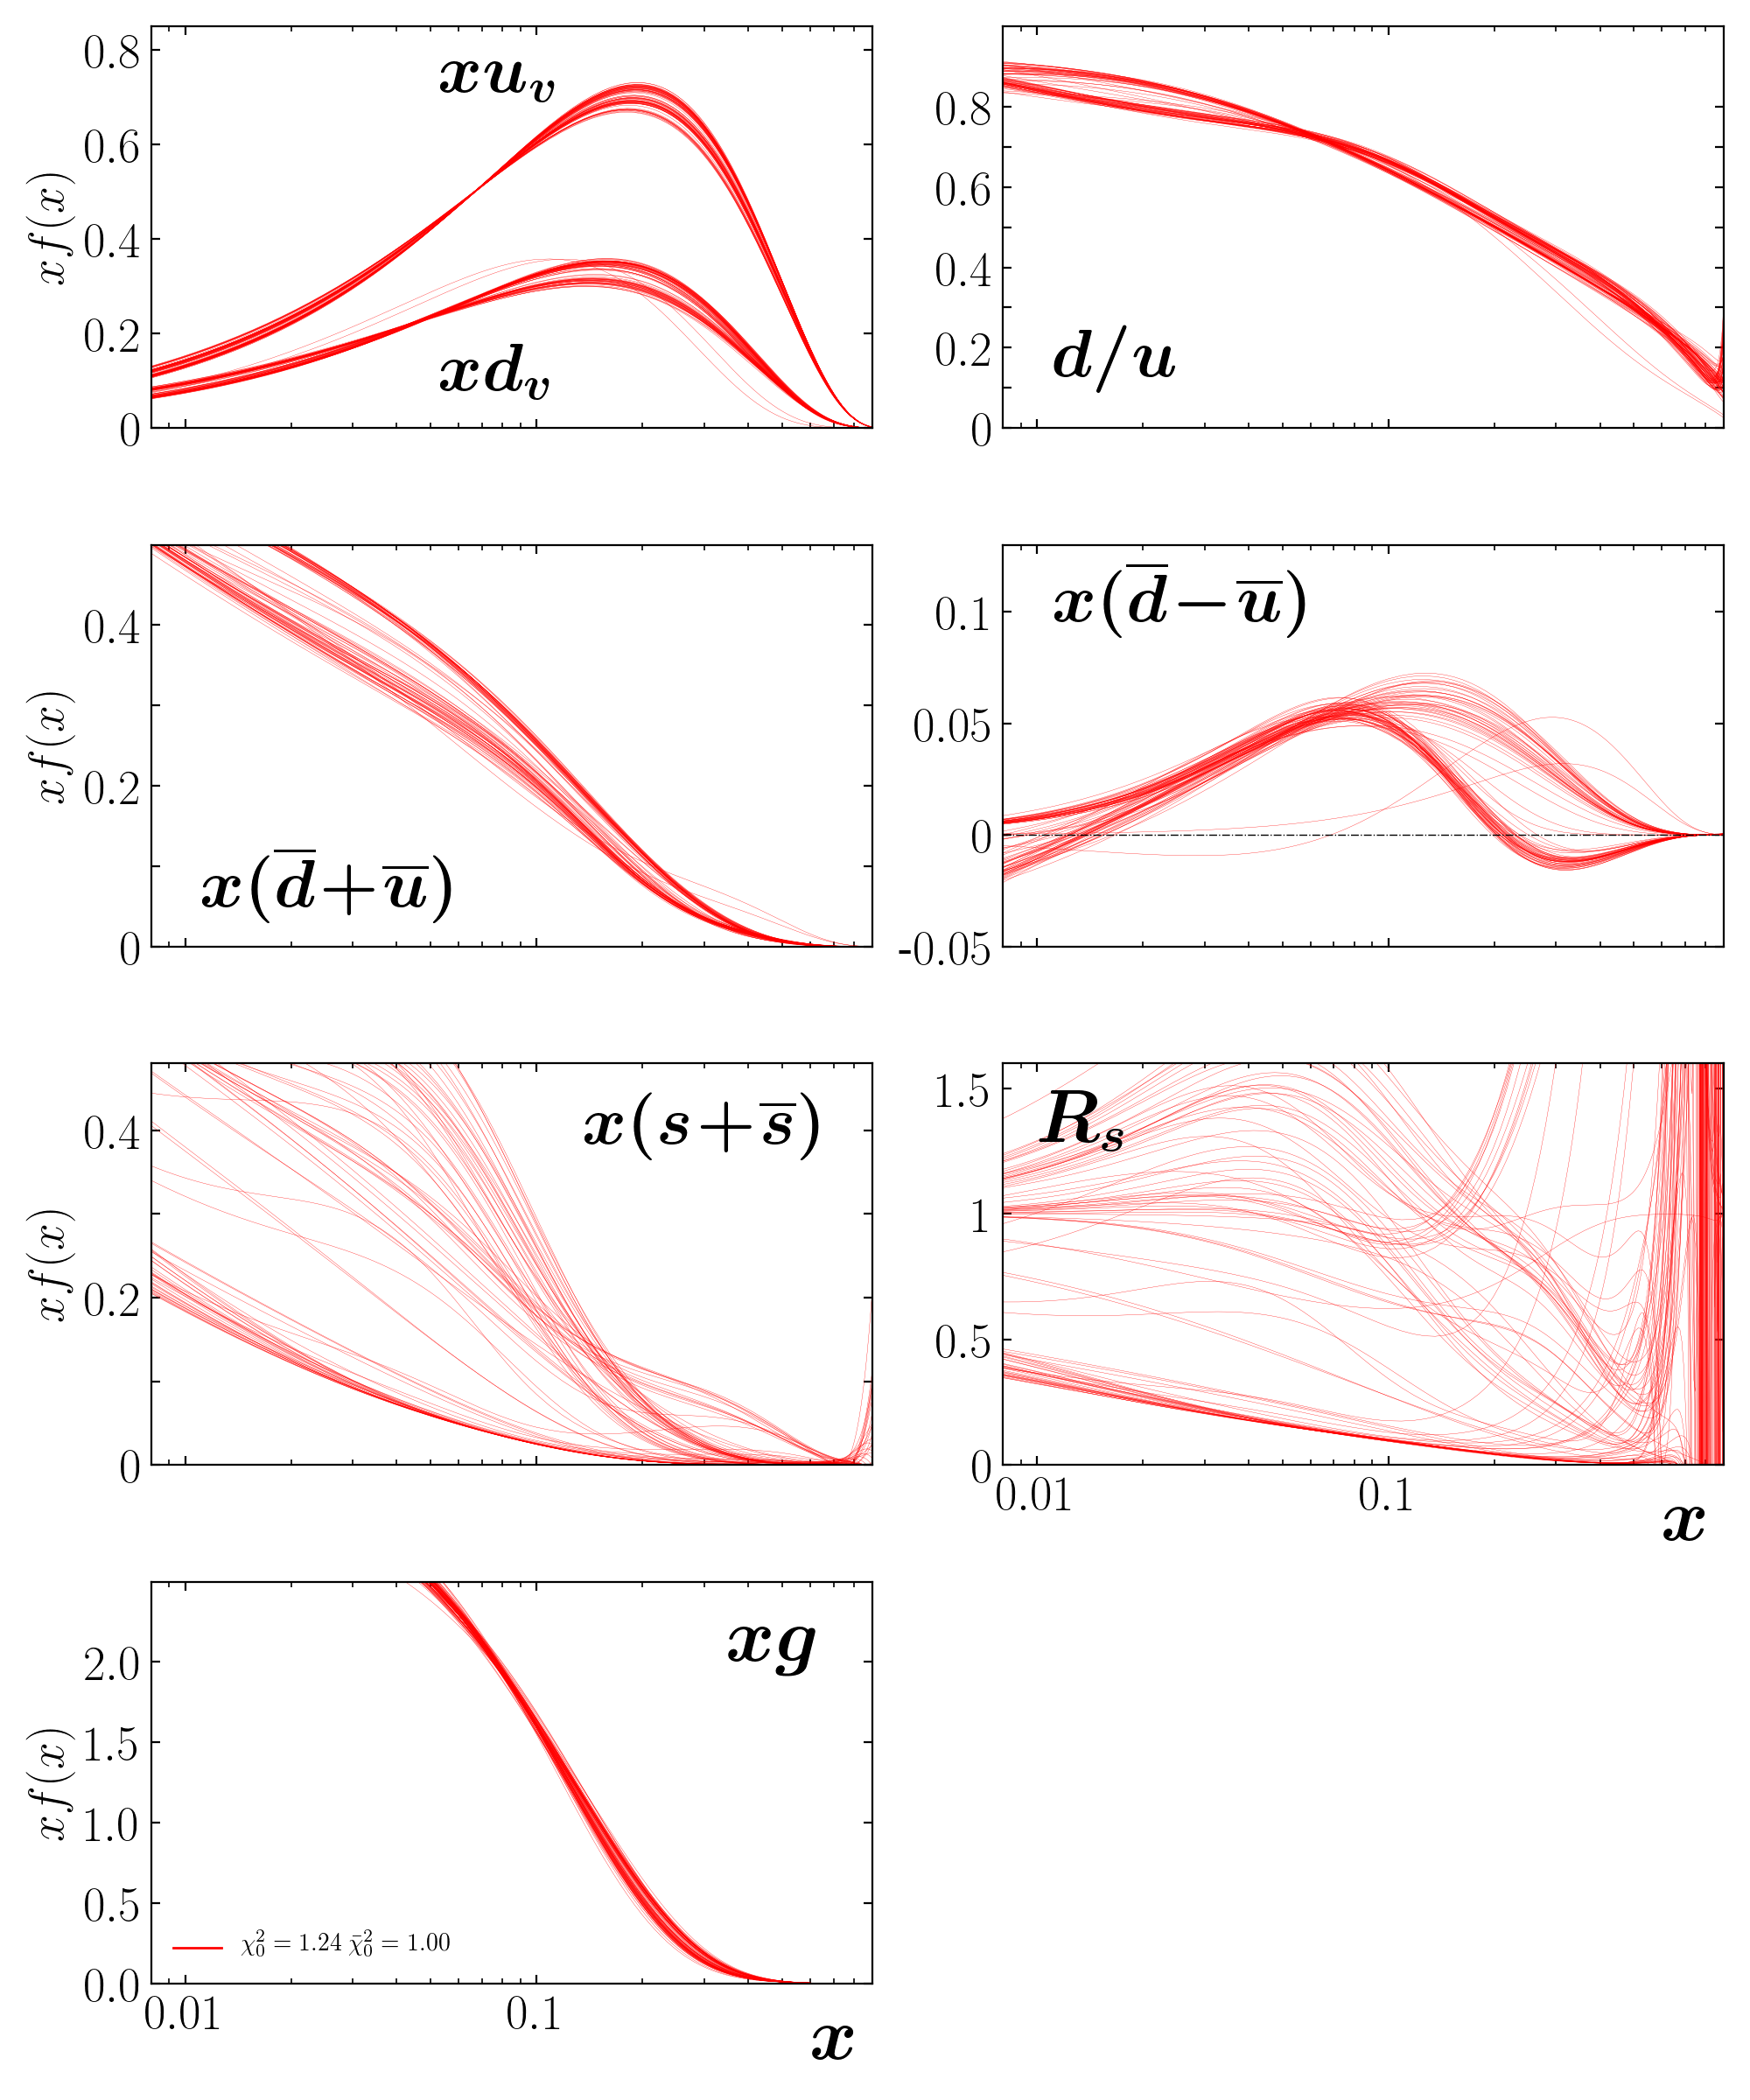 0.8
0.6
0.4
0.2
0
xf(x)
xu_v
xd_v
0.8
0.6
0.4
0.2
0
d/u
0.4
0.2
0
xf(x)
x(d̅+u̅)
0.1
0.05
0
-0.05
x(d̅−u̅)
0.4
0.2
0
xf(x)
x(s+s̅)
1.5
1
0.5
0
R_s
0.01 0.1
x
2.0
1.5
1.0
0.5
0.0
xf(x)
xg
χ²₀ = 1.24 χ̄²₀ = 1.00
0.01 0.1
x